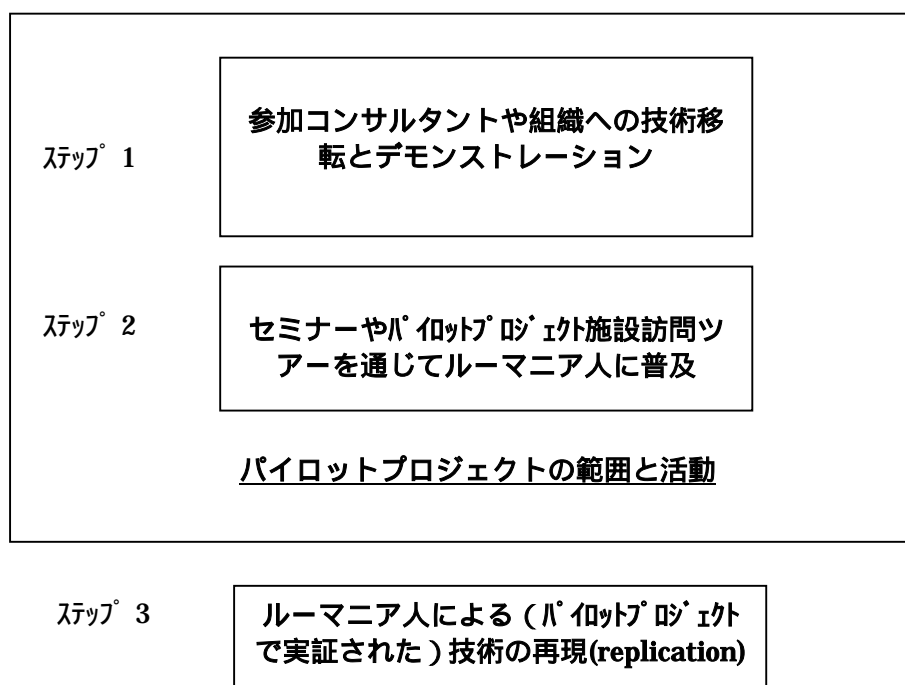 参加コンサルタントや組織への技術移
転とデモンストレーション
ｽﾃｯﾌﾟ 1
ｽﾃｯﾌﾟ 2
セミナーやﾊﾟｲﾛｯﾄﾌﾟﾛｼﾞｪｸﾄ施設訪問ツ
アーを通じてルーマニア人に普及
パイロットプロジェクトの範囲と活動
ｽﾃｯﾌﾟ 3
ルーマニア人による（ﾊﾟｲﾛｯﾄﾌﾟﾛｼﾞｪｸﾄ
で実証された）技術の再現(replication)